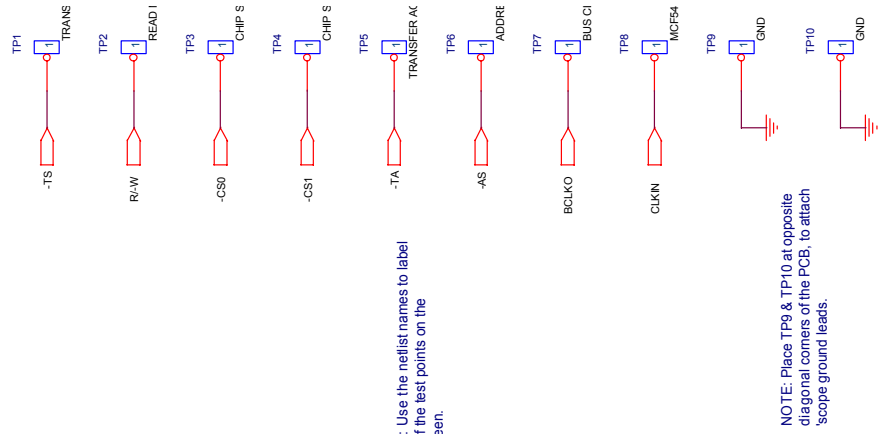 TP1
1
TRANS
-TS
TP2
1
READ
R/-W
TP3
1
CHIP S
-CS0
TP4
1
CHIP S
-CS1
TP5
1
TRANSFER
-TA
TP6
1
ADDRE
-AS
TP7
1
BUS
BCLKO
TP8
1
MCF54
CLKIN
TP9
1
GND
TP10
1
GND
: Use the netlist names to label
f the test points on the
een.
NOTE: Place TP9 & TP10 at opposite
diagonal corners of the PCB, to attach
'scope ground leads.